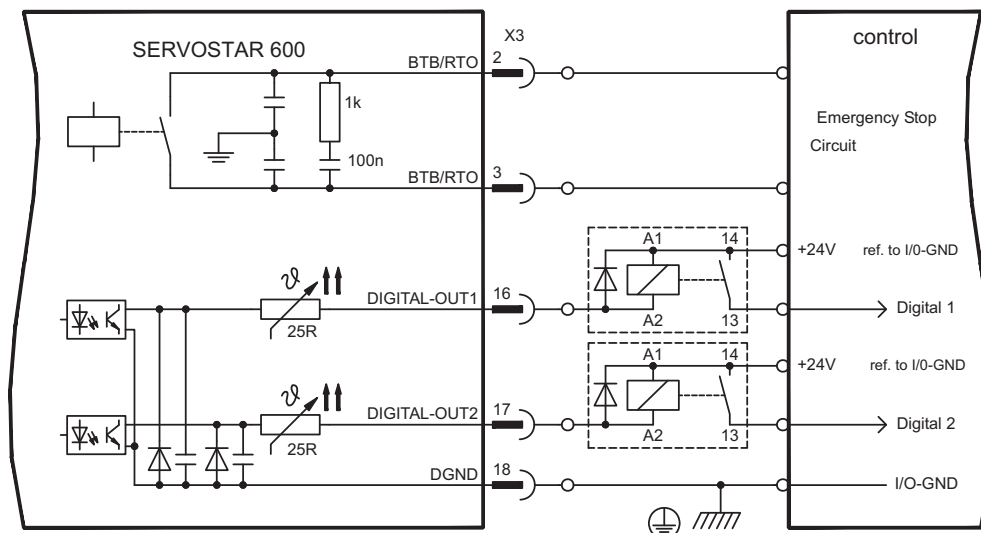 SERVOSTAR 600
X3
control
BTB/RTO
2
1k
100n
Emergency Stop
Circuit
BTB/RTO
3
A1
14
+24V
ref. to I/0-GND
ϑ
DIGITAL-OUT1
16
25R
A2
13
Digital 1
A1
14
+24V
ref. to I/0-GND
ϑ
DIGITAL-OUT2
17
25R
A2
13
Digital 2
DGND
18
I/O-GND